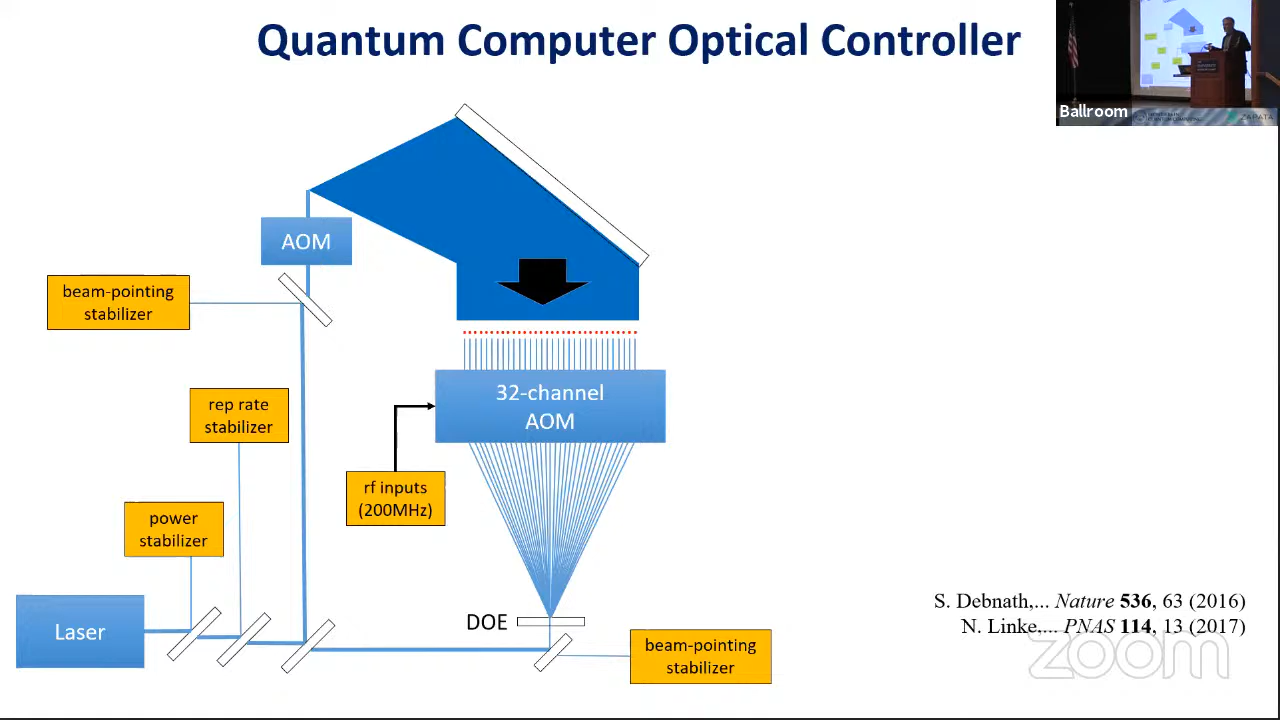 Quantum Computer Optical Controller
Ballroom
ZAPATA
AOM
beam-pointing
stabilizer
32-channel
AOM
rep rate
stabilizer
rf inputs
(200MHz)
power
stabilizer
Laser
DOE
beam-pointing
stabilizer
S. Debnath,... Nature 536, 63 (2016)
N. Linke,... PNAS 114, 13 (2017)
zoom